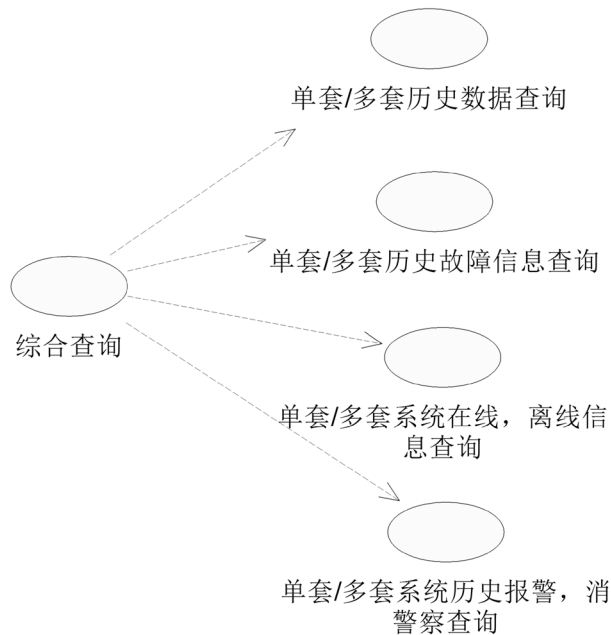 单套/多套历史数据查询
单套/多套历史故障信息查询
综合查询
单套/多套系统在线，离线信
息查询
单套/多套系统历史报警，消
警察查询